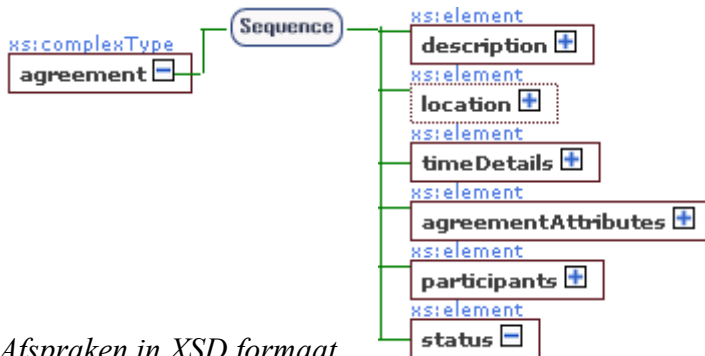 xs:complexType
agreement
Sequence
xs:element
description
xs:element
location
xs:element
timeDetails
xs:element
agreementAttributes
xs:element
participants
xs:element
status
Afspraken in XSD formaat